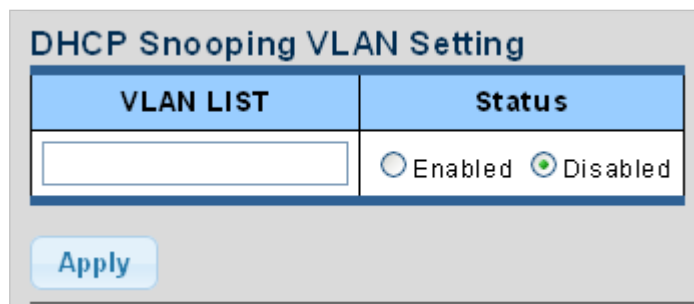 DHCP Snooping VLAN Setting
VLAN LIST Status
Enabled Disabled
Apply